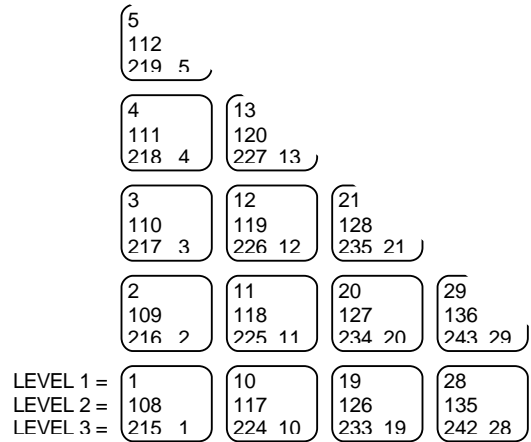 5
112
219 5
4 13
111 120
218 4 227 13
3 12 21
110 119 128
217 3 226 12 235 21
2 11 20 29
109 118 127 136
216 2 225 11 234 20 243 29
LEVEL 1 = 1 10 19 28
LEVEL 2 = 108 117 126 135
LEVEL 3 = 215 1 224 10 233 19 242 28